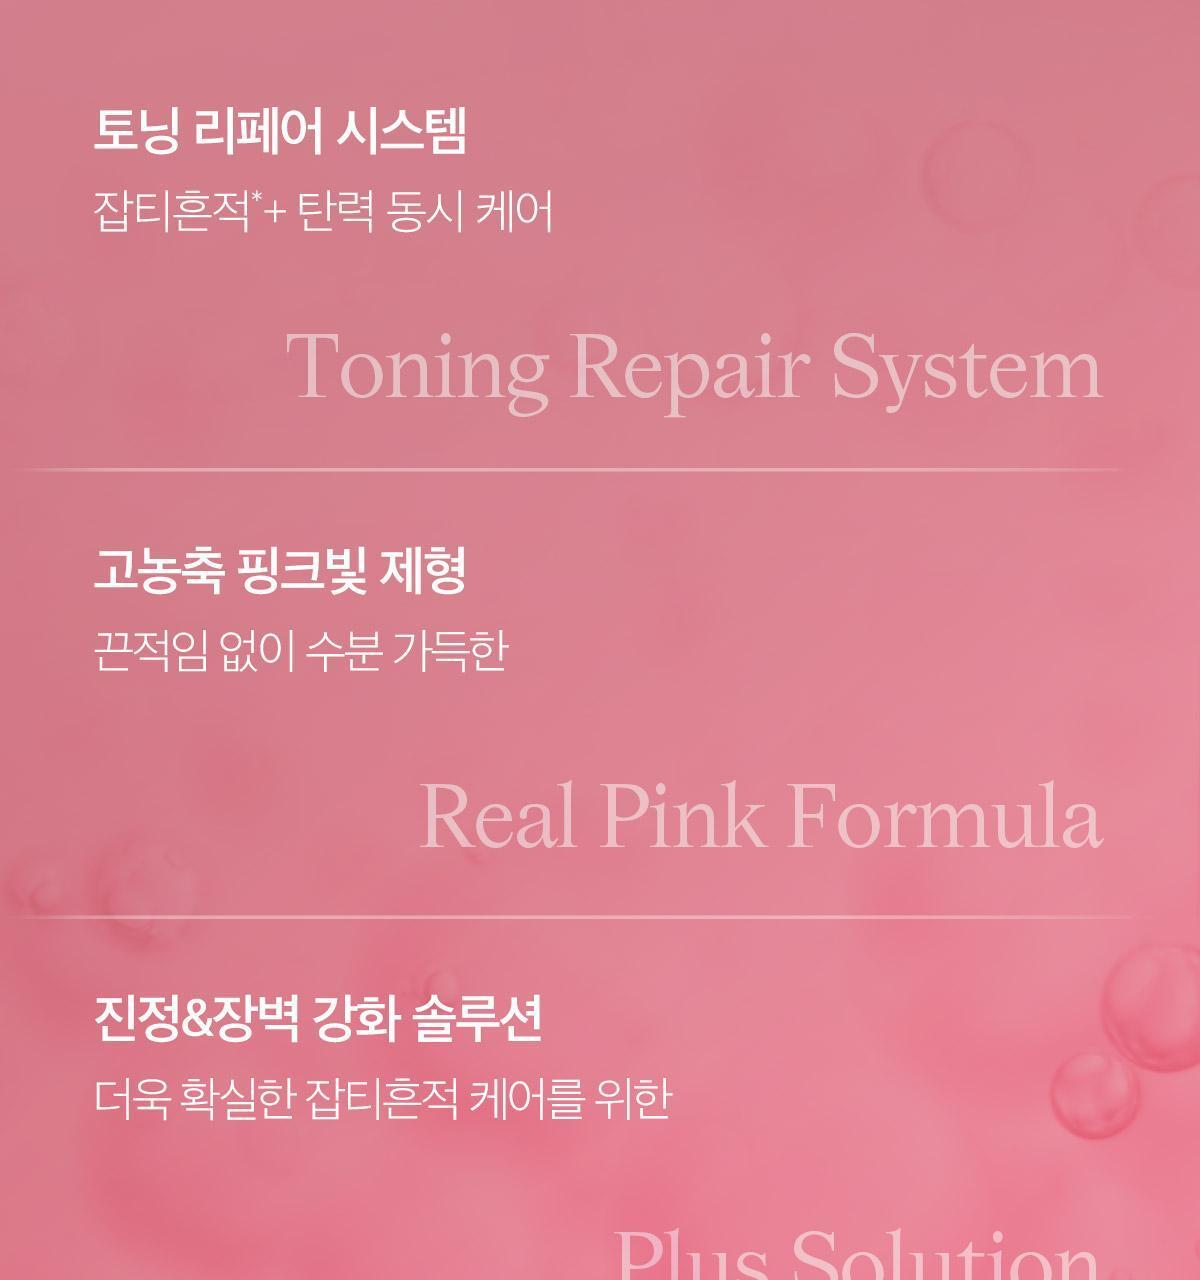 토닝 리페어 시스템
잡티흔적*+ 탄력 동시 케어
Toning Repair System
고농축 핑크빛 제형
끈적임 없이 수분 가득한
Real Pink Formula
진정&장벽 강화 솔루션
더욱 확실한 잡티흔적 케어를 위한
Plus Solution